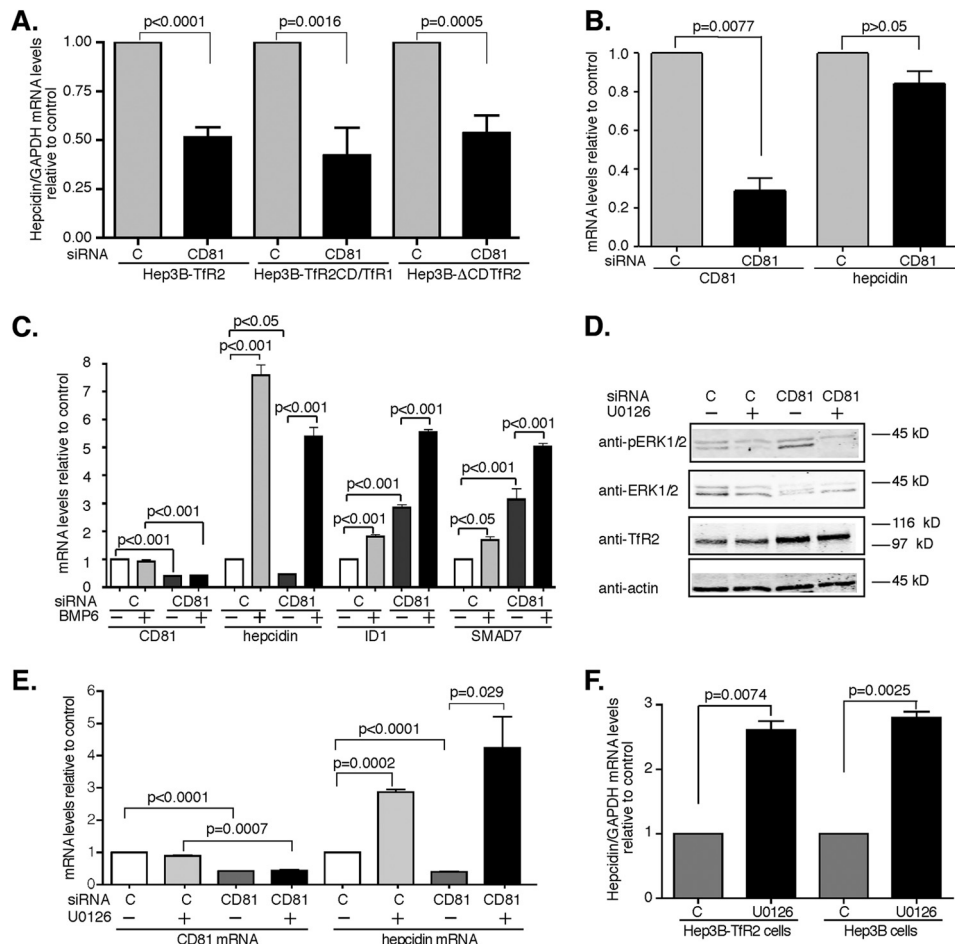 A.
p<0.0001 p=0.0016 p=0.0005
Hepcidin/GAPDH mRNA levels
relative to control
1.00
0.75
0.50
0.25
0.00
siRNA C CD81 C CD81 C CD81
Hep3B-TfR2 Hep3B-TfR2CD/TfR1 Hep3B-ΔCDTfR2
B.
p=0.0077 p>0.05
mRNA levels relative to control
1.0
0.8
0.6
0.4
0.2
0.0
siRNA C CD81 C CD81
CD81 hepcidin
C.
mRNA levels relative to control
8
7
6
5
4
3
2
1
0
p<0.05
p<0.001
p<0.001 p<0.001 p<0.001
p<0.001 p<0.001
p<0.001
p<0.001 p<0.001 p<0.05
siRNA C CD81 C CD81 C CD81 C CD81
BMP6 − + − + − + − + − + − + − + − +
CD81 hepcidin ID1 SMAD7
D.
siRNA C C CD81 CD81
U0126 − + − +
anti-pERK1/2 45 kD
anti-ERK1/2 45 kD
anti-TfR2 116 kD
97 kD
anti-actin 45 kD
E.
mRNA levels relative to control
6
5
4
3
2
1
0
p=0.029
p<0.0001
p=0.0002
p<0.0001
p=0.0007
siRNA C C CD81 CD81 C C CD81 CD81
U0126 − + − + − + − +
CD81 mRNA hepcidin mRNA
F.
p=0.0074 p=0.0025
Hepcidin/GAPDH mRNA levels
relative to control
3
2
1
0
C U0126 C U0126
Hep3B-TfR2 cells Hep3B cells